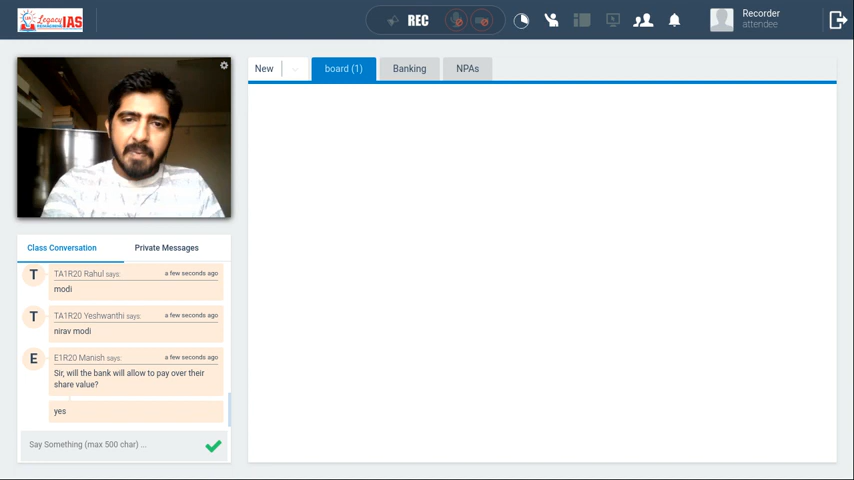 Legacy IAS
REC
Recorder
attendee
New
board (1)
Banking
NPAs
Class Conversation
Private Messages
T
TA1R20 Rahul says:
a few seconds ago
modi
T
TA1R20 Yeshwanthi says:
a few seconds ago
nirav modi
E
E1R20 Manish says:
a few seconds ago
Sir, will the bank will allow to pay over their
share value?
yes
Say Something (max 500 char) ...